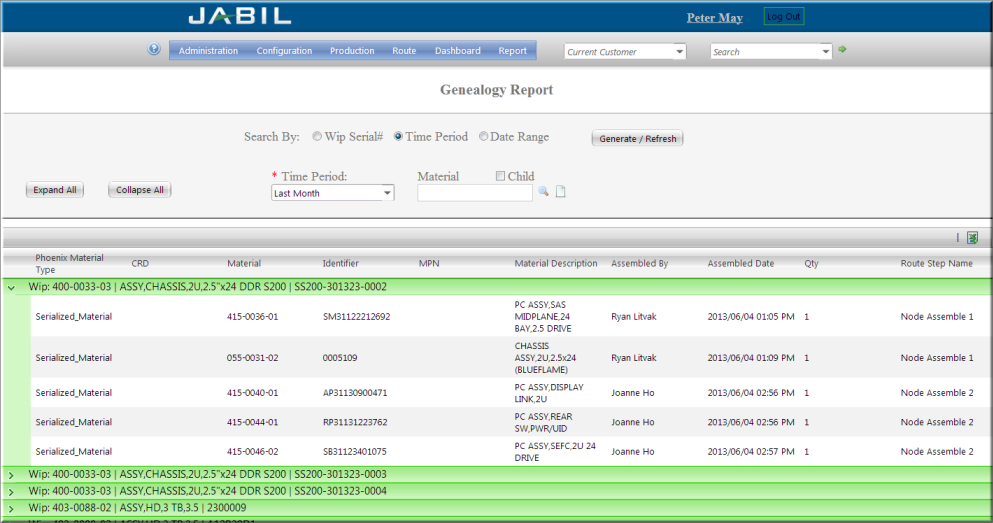 JABIL
Peter May
Log Out
Administration Configuration Production Route Dashboard Report
Current Customer
Search
Genealogy Report
Search By: Wip Serial# Time Period Date Range
Generate / Refresh
* Time Period: Material Child
Expand All Collapse All
Last Month
Phoenix Material Type CRD Material Identifier MPN Material Description Assembled By Assembled Date Qty Route Step Name
Wip: 400-0033-03 | ASSY,CHASSIS,2U,2.5"x24 DDR S200 | SS200-301323-0002
Serialized_Material 415-0036-01 SM31122212692 PC ASSY,SAS MIDPLANE,24 BAY,2.5 DRIVE Ryan Litvak 2013/06/04 01:05 PM 1 Node Assemble 1
Serialized_Material 055-0031-02 0005109 CHASSIS ASSY,2U,2.5x24 (BLUEFLAME) Ryan Litvak 2013/06/04 01:09 PM 1 Node Assemble 1
Serialized_Material 415-0040-01 AP31130900471 PC ASSY,DISPLAY LINK,2U Joanne Ho 2013/06/04 02:56 PM 1 Node Assemble 2
Serialized_Material 415-0044-01 RP31131223762 PC ASSY,REAR SW,PWR/UID Joanne Ho 2013/06/04 02:56 PM 1 Node Assemble 2
Serialized_Material 415-0046-02 SB31123401075 PC ASSY,SEFC,2U 24 DRIVE Joanne Ho 2013/06/04 02:57 PM 1 Node Assemble 2
Wip: 400-0033-03 | ASSY,CHASSIS,2U,2.5"x24 DDR S200 | SS200-301323-0003
Wip: 400-0033-03 | ASSY,CHASSIS,2U,2.5"x24 DDR S200 | SS200-301323-0004
Wip: 403-0088-02 | ASSY,HD,3 TB,3.5 | 2300009